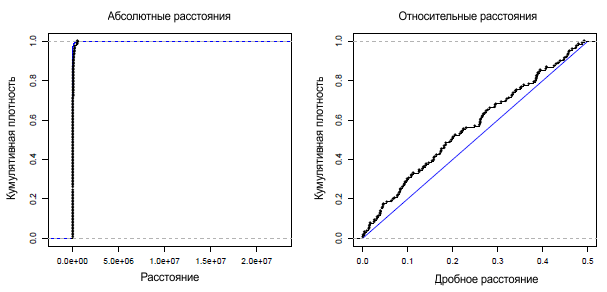 Абсолютные расстояния
Кумулятивная плотность
1.0
0.8
0.6
0.4
0.2
0.0
0.0e+00 5.0e+06 1.0e+07 1.5e+07 2.0e+07
Расстояние
Относительные расстояния
Кумулятивная плотность
1.0
0.8
0.6
0.4
0.2
0.0
0.0 0.1 0.2 0.3 0.4 0.5
Дробное расстояние